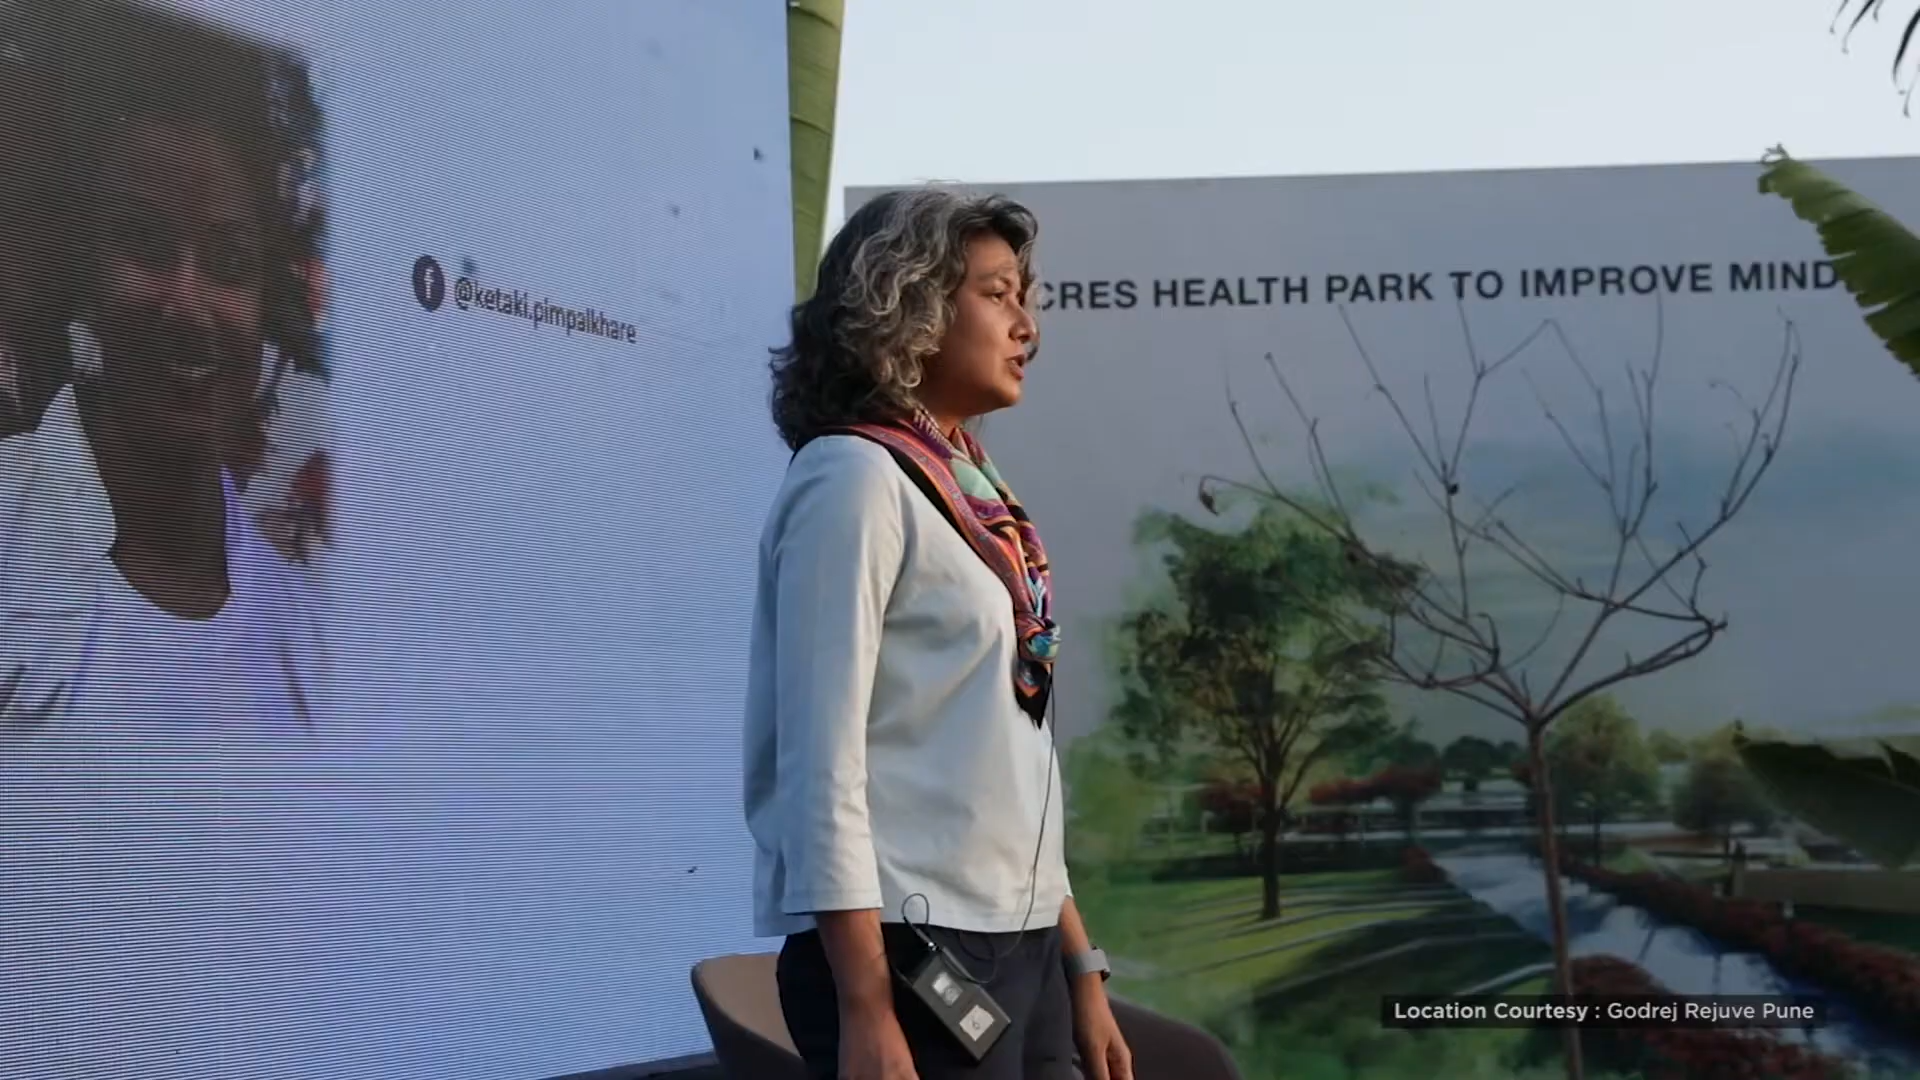 @ketaki.pimpalkhare
CRES HEALTH PARK TO IMPROVE MIND
Location Courtesy : Godrej Rejuve Pune